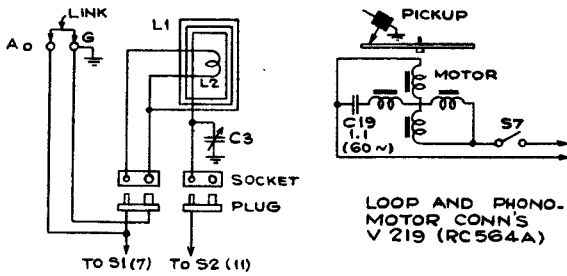 LINK
A
G
L1
L2
C3
SOCKET
PLUG
TO S1 (7)
TO S2 (11)
PICKUP
MOTOR
C19
1.1
(60~)
S7
LOOP AND PHONO-
MOTOR CONN'S
V 219 (RC564A)